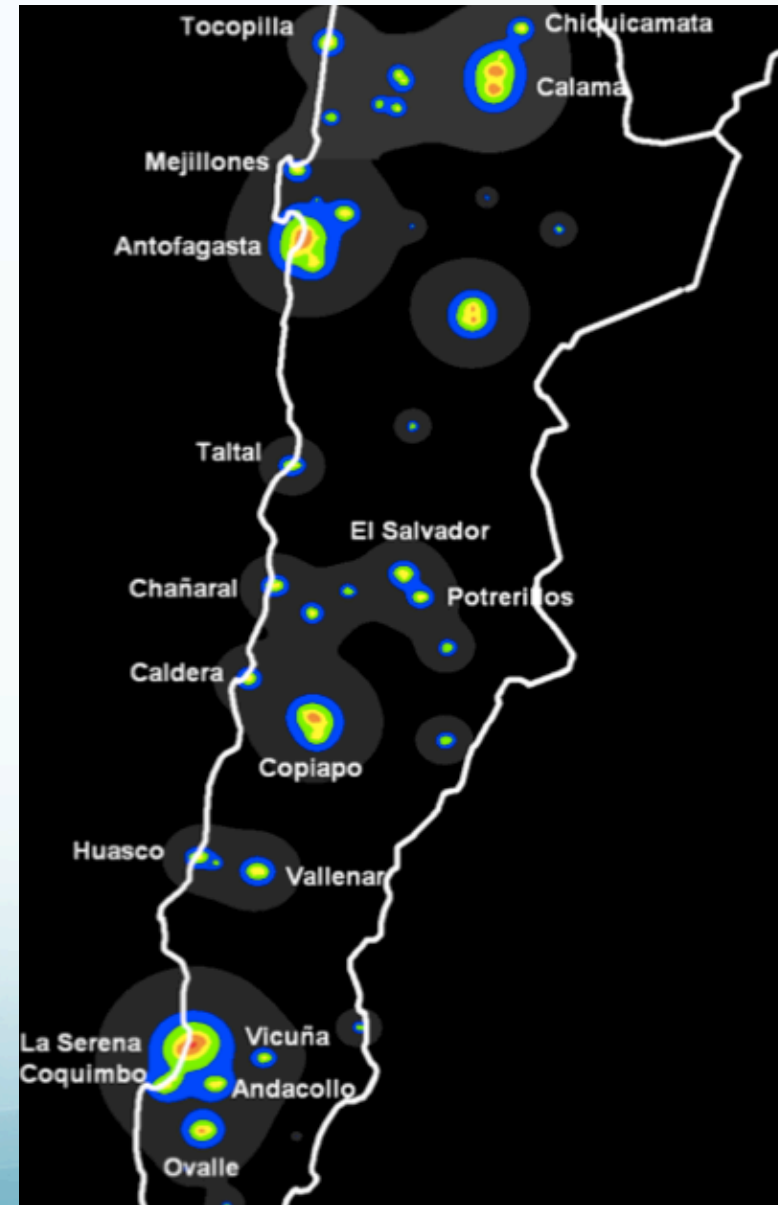 Tocopilla
Chiquicamata
Calama
Mejillones
Antofagasta
Taltal
El Salvador
Chañaral
Potrerillos
Caldera
Copiapo
Huasco
Vallenar
La Serena
Vicuña
Coquimbo
Andacollo
Ovalle